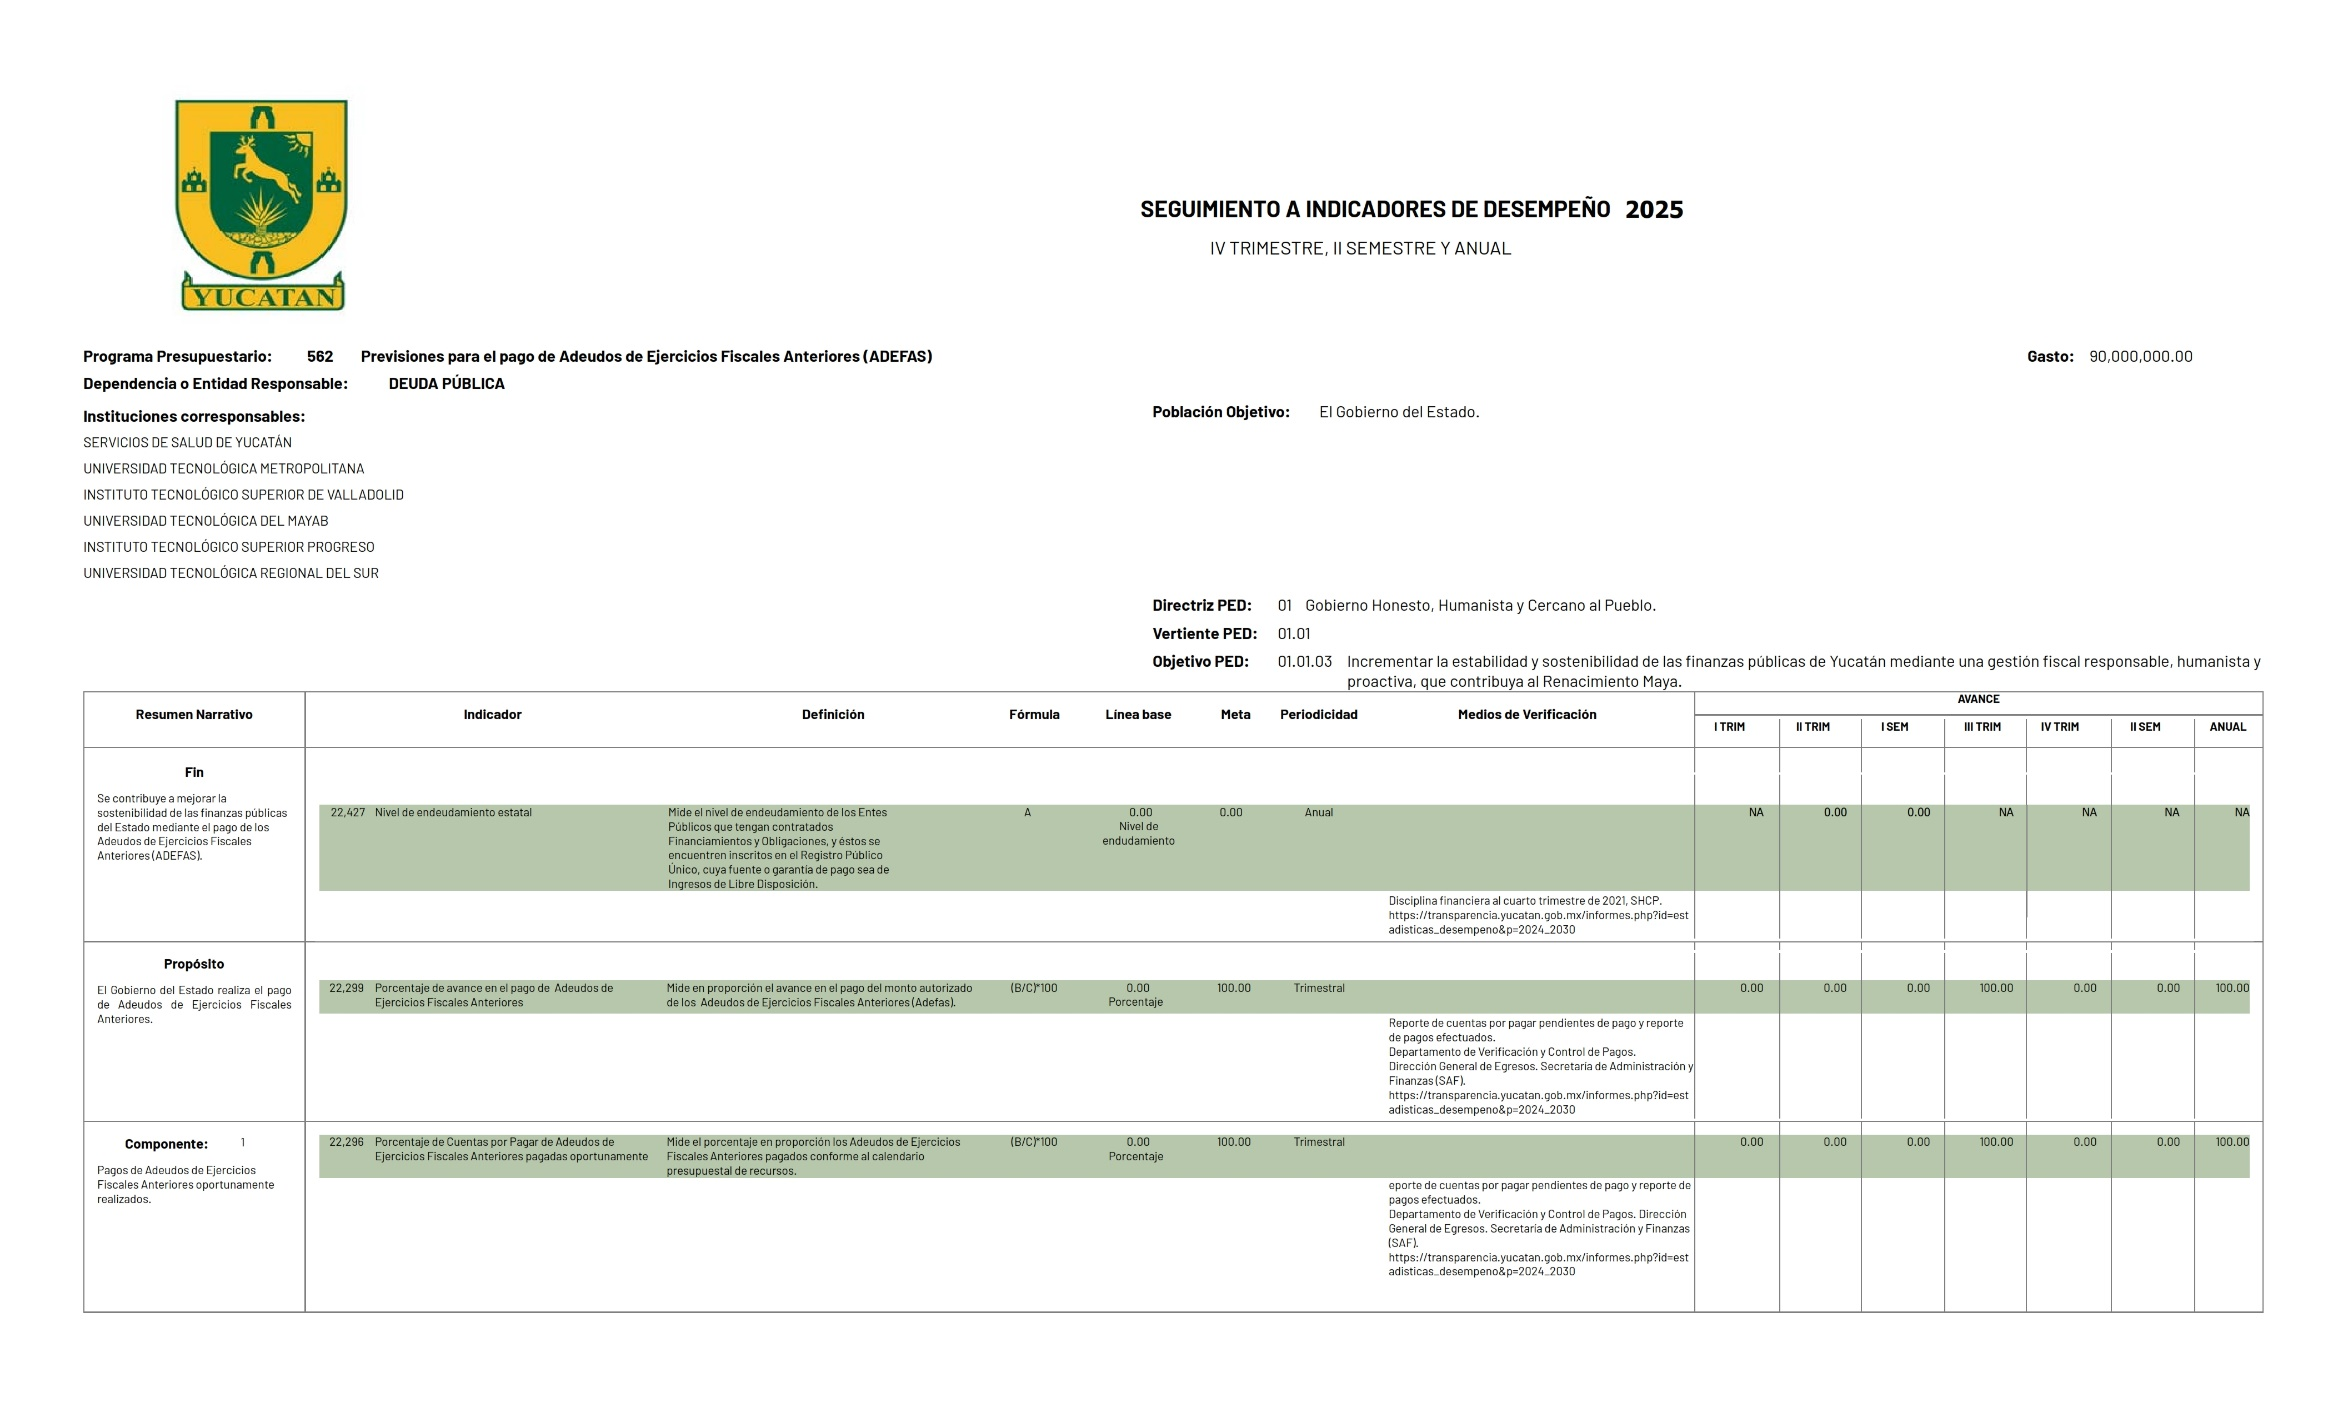 YUCATAN
SEGUIMIENTO A INDICADORES DE DESEMPEÑO 2025
IV TRIMESTRE, II SEMESTRE Y ANUAL
Programa Presupuestario: 562 Previsiones para el pago de Adeudos de Ejercicios Fiscales Anteriores (ADEFAS)
Gasto: 90,000,000.00
Dependencia o Entidad Responsable: DEUDA PÚBLICA
Instituciones corresponsables:
SERVICIOS DE SALUD DE YUCATÁN
UNIVERSIDAD TECNOLÓGICA METROPOLITANA
INSTITUTO TECNOLÓGICO SUPERIOR DE VALLADOLID
UNIVERSIDAD TECNOLÓGICA DEL MAYAB
INSTITUTO TECNOLÓGICO SUPERIOR PROGRESO
UNIVERSIDAD TECNOLÓGICA REGIONAL DEL SUR
Población Objetivo: El Gobierno del Estado.
Directriz PED: 01 Gobierno Honesto, Humanista y Cercano al Pueblo.
Vertiente PED: 01.01
Objetivo PED: 01.01.03 Incrementar la estabilidad y sostenibilidad de las finanzas públicas de Yucatán mediante una gestión fiscal responsable, humanista y
proactiva, que contribuya al Renacimiento Maya.
Resumen Narrativo Indicador Definición Fórmula Línea base Meta Periodicidad Medios de Verificación
AVANCE
I TRIM II TRIM I SEM III TRIM IV TRIM II SEM ANUAL
Fin
Se contribuye a mejorar la
sostenibilidad de las finanzas públicas
del Estado mediante el pago de los
Adeudos de Ejercicios Fiscales
Anteriores (ADEFAS).
22,427 Nivel de endeudamiento estatal
Mide el nivel de endeudamiento de los Entes
Públicos que tengan contratados
Financiamientos y Obligaciones, y éstos se
encuentren inscritos en el Registro Público
Único, cuya fuente o garantía de pago sea de
Ingresos de Libre Disposición.
A
0.00
Nivel de
endudamiento
0.00
Anual
NA 0.00 0.00 NA NA NA NA
Disciplina financiera al cuarto trimestre de 2021, SHCP.
https://transparencia.yucatan.gob.mx/informes.php?id=est
adisticas_desempeno&p=2024_2030
Propósito
El Gobierno del Estado realiza el pago
de Adeudos de Ejercicios Fiscales
Anteriores.
22,299 Porcentaje de avance en el pago de Adeudos de
Ejercicios Fiscales Anteriores
Mide en proporción el avance en el pago del monto autorizado
de los Adeudos de Ejercicios Fiscales Anteriores (Adefas).
(B/C)*100
0.00
Porcentaje
100.00
Trimestral
0.00 0.00 0.00 100.00 0.00 0.00 100.00
Reporte de cuentas por pagar pendientes de pago y reporte
de pagos efectuados.
Departamento de Verificación y Control de Pagos.
Dirección General de Egresos. Secretaría de Administración y
Finanzas (SAF).
https://transparencia.yucatan.gob.mx/informes.php?id=est
adisticas_desempeno&p=2024_2030
Componente: 1
Pagos de Adeudos de Ejercicios
Fiscales Anteriores oportunamente
realizados.
22,296 Porcentaje de Cuentas por Pagar de Adeudos de
Ejercicios Fiscales Anteriores pagadas oportunamente
Mide el porcentaje en proporción los Adeudos de Ejercicios
Fiscales Anteriores pagados conforme al calendario
presupuestal de recursos.
(B/C)*100
0.00
Porcentaje
100.00
Trimestral
0.00 0.00 0.00 100.00 0.00 0.00 100.00
eporte de cuentas por pagar pendientes de pago y reporte de
pagos efectuados.
Departamento de Verificación y Control de Pagos. Dirección
General de Egresos. Secretaría de Administración y Finanzas
(SAF).
https://transparencia.yucatan.gob.mx/informes.php?id=est
adisticas_desempeno&p=2024_2030